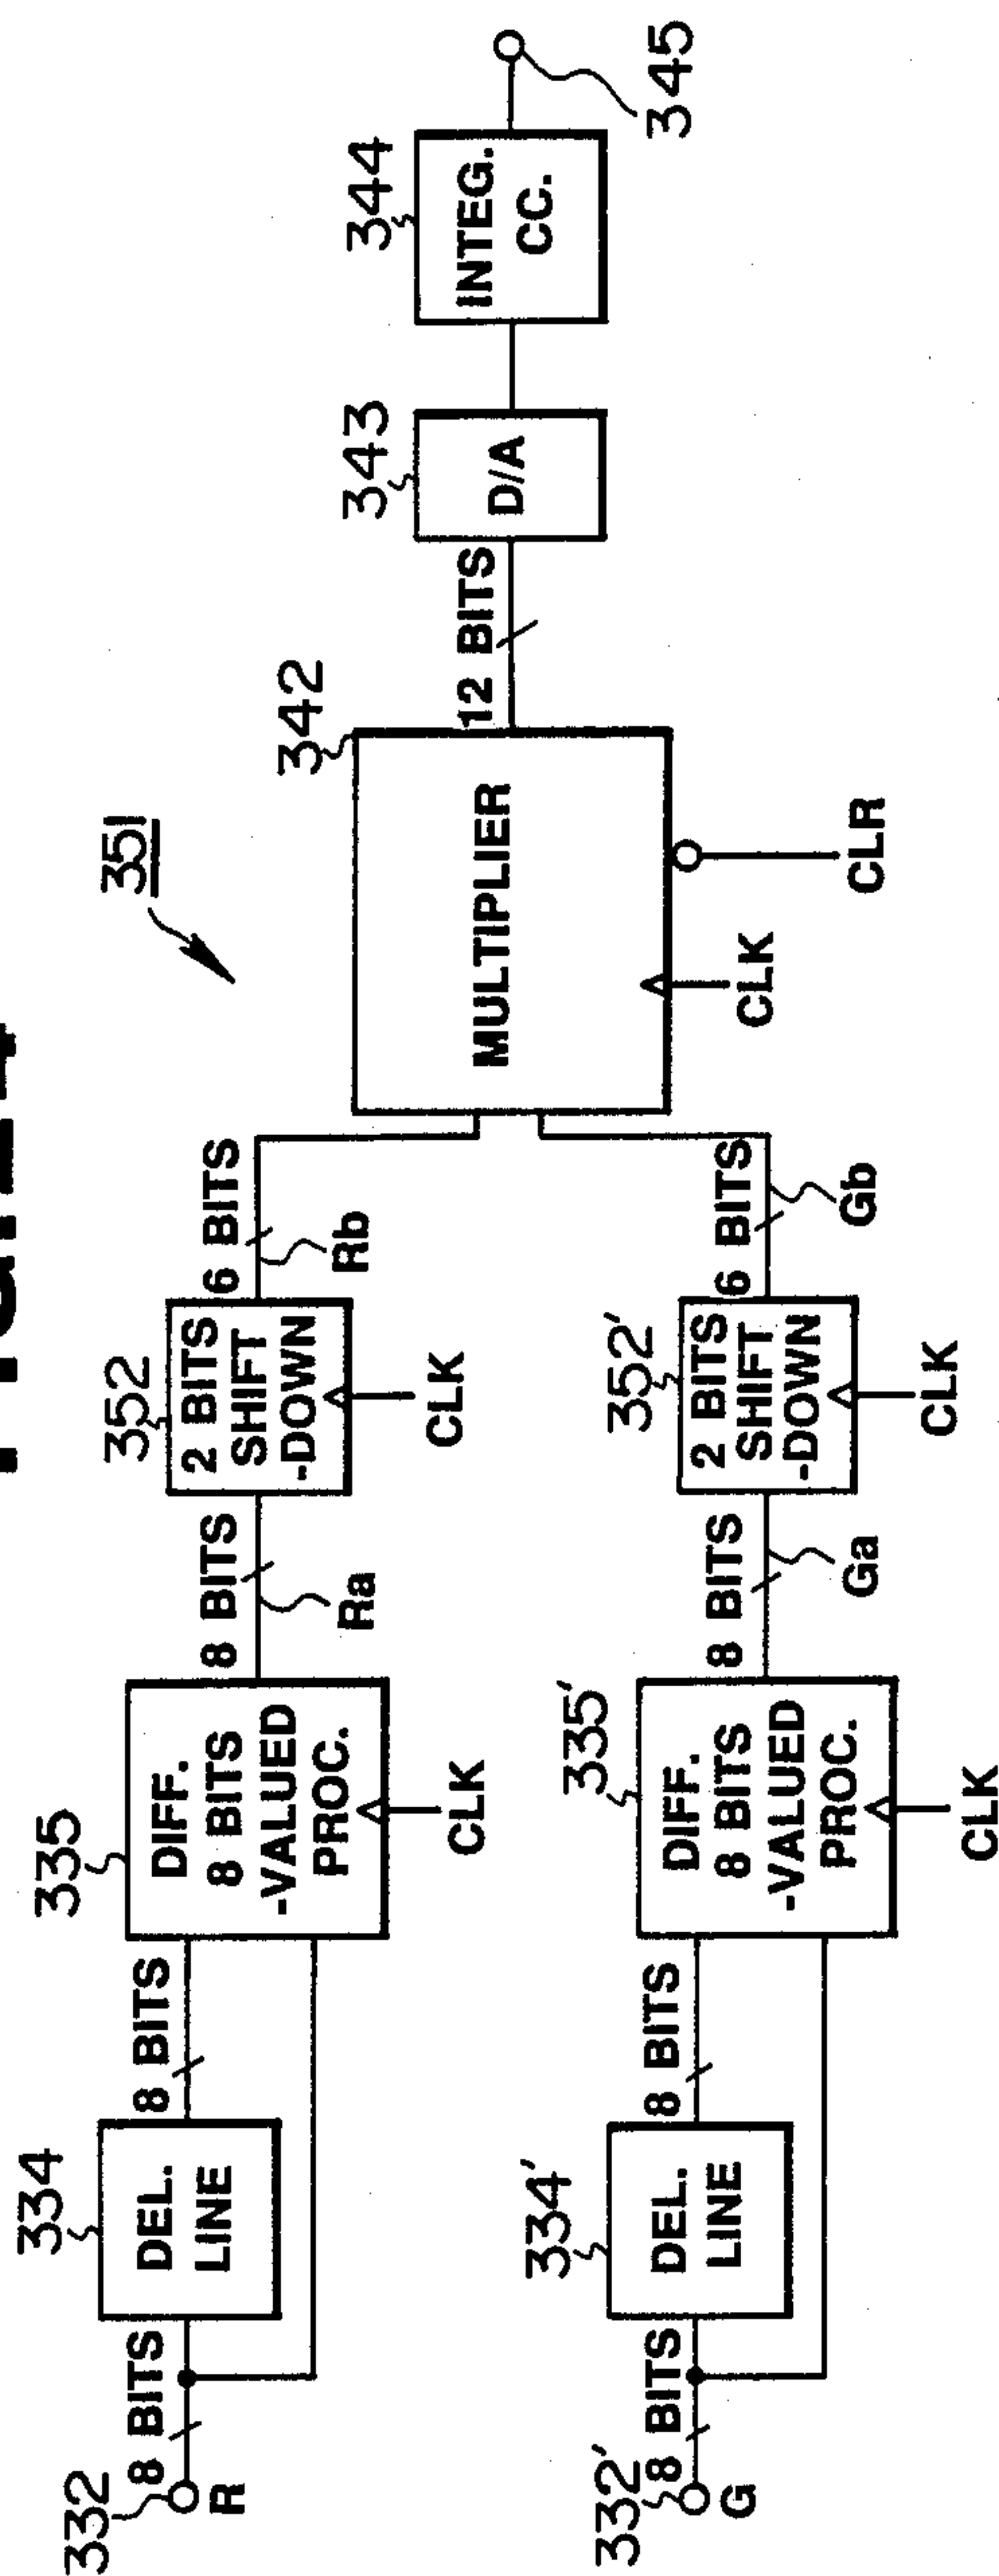 351
332
8 BITS
R
334
DEL.
LINE
8 BITS
335
DIFF.
8 BITS
-VALUED
PROC.
CLK
8 BITS
Ra
352
2 BITS
SHIFT
-DOWN
CLK
6 BITS
Rb
332'
8 BITS
G
334'
DEL.
LINE
8 BITS
335'
DIFF.
8 BITS
-VALUED
PROC.
CLK
8 BITS
Ga
352'
2 BITS
SHIFT
-DOWN
CLK
6 BITS
Gb
342
MULTIPLIER
CLK
CLR
12 BITS
343
D/A
344
INTEG.
CC.
345